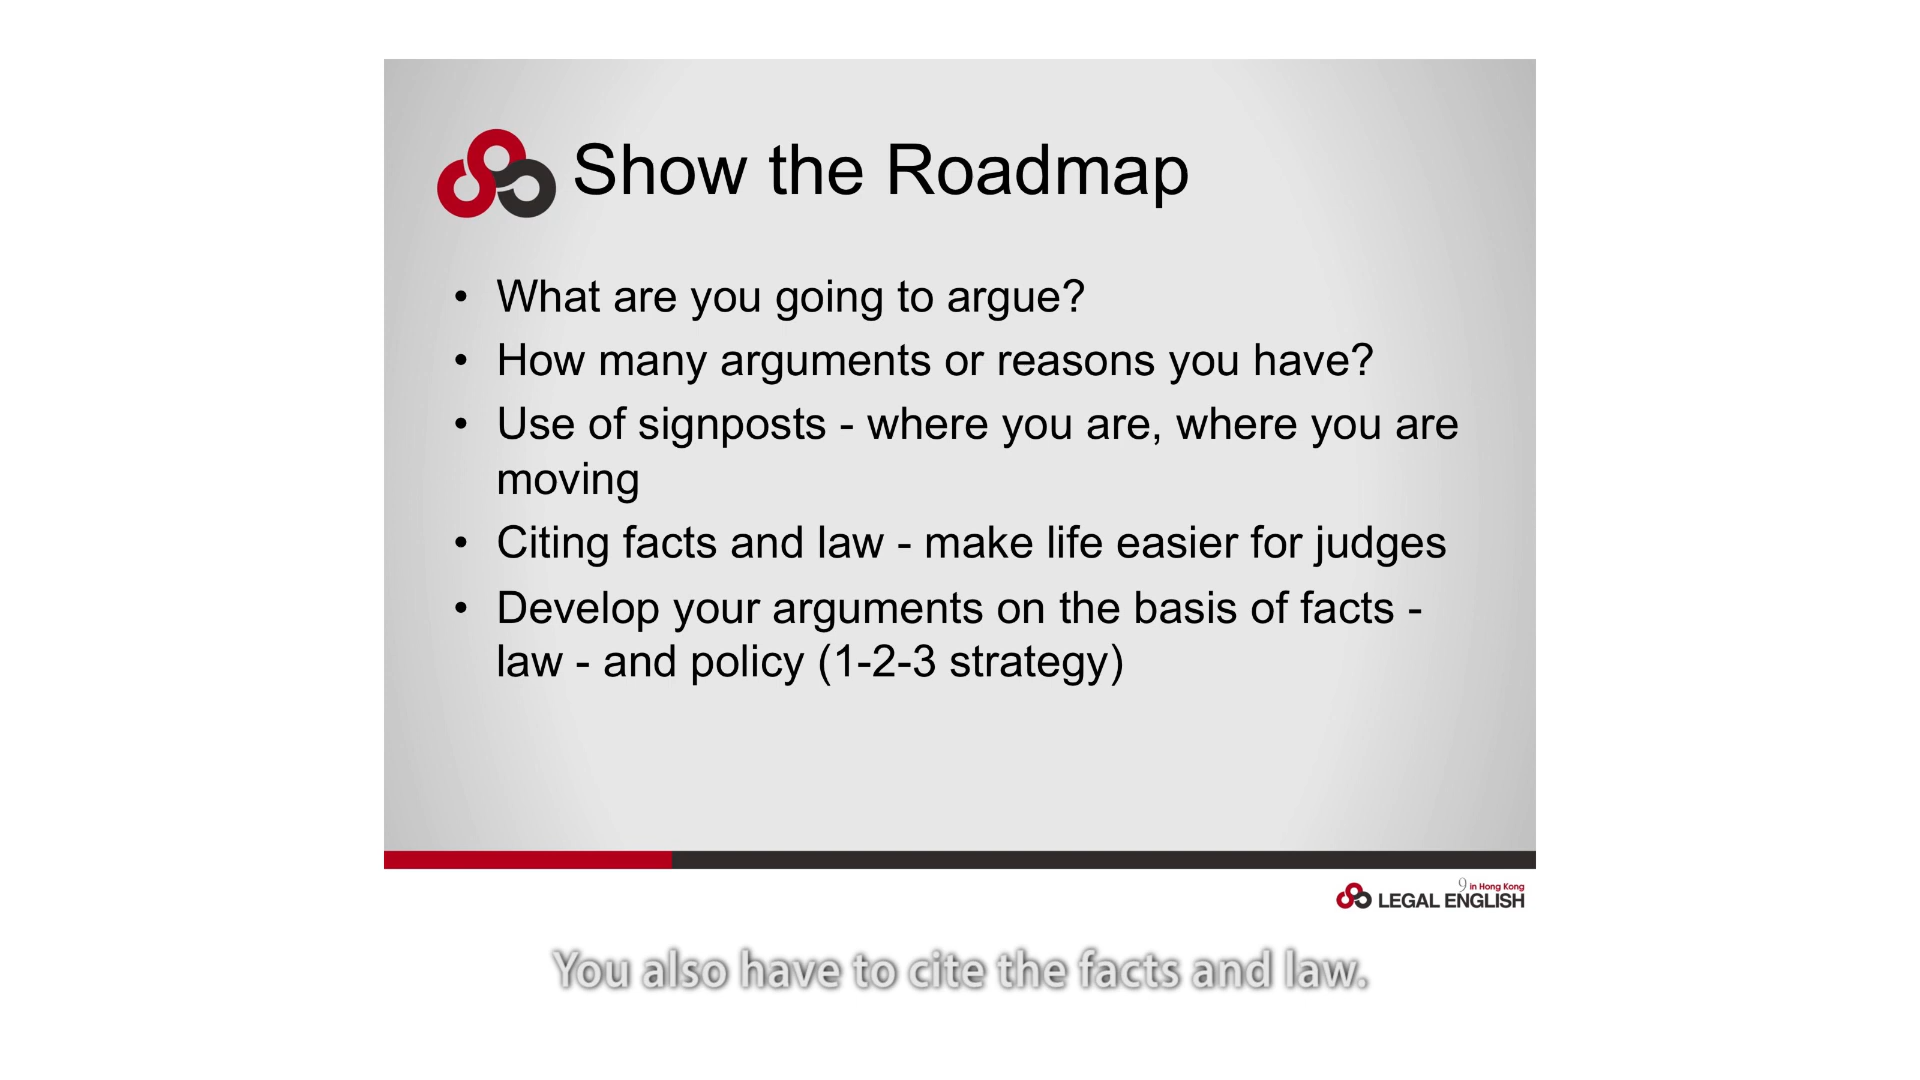 Show the Roadmap
• What are you going to argue?
• How many arguments or reasons you have?
• Use of signposts - where you are, where you are
moving
• Citing facts and law - make life easier for judges
• Develop your arguments on the basis of facts -
law - and policy (1-2-3 strategy)
9 in Hong Kong
LEGAL ENGLISH
You also have to cite the facts and law.